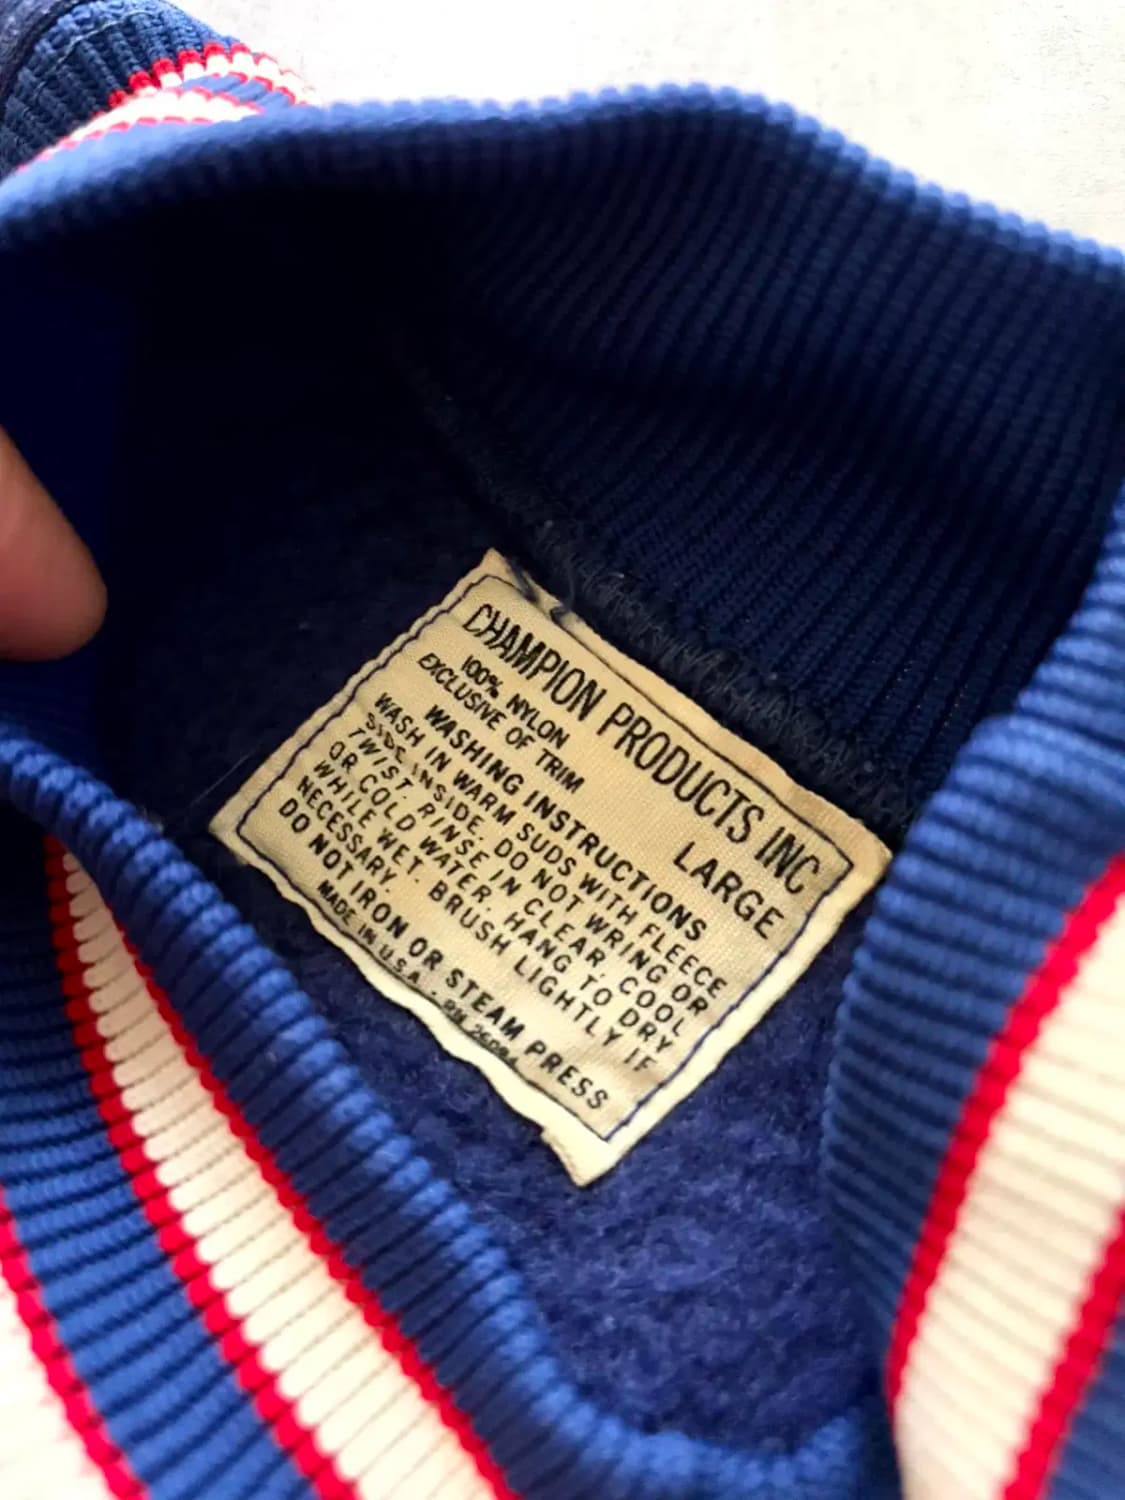 CHAMPION PRODUCTS INC
LARGE
100% NYLON
EXCLUSIVE OF TRIM
WASHING INSTRUCTIONS
WASH IN WARM SUDS WITH FLEECE
SIDE INSIDE. DO NOT WRING OR
TWIST. RINSE IN CLEAR, COOL
OR COLD WATER. HANG TO DRY
WHILE WET. BRUSH LIGHTLY IF
NECESSARY.
DO NOT IRON OR STEAM PRESS
MADE IN U.S.A. - RN